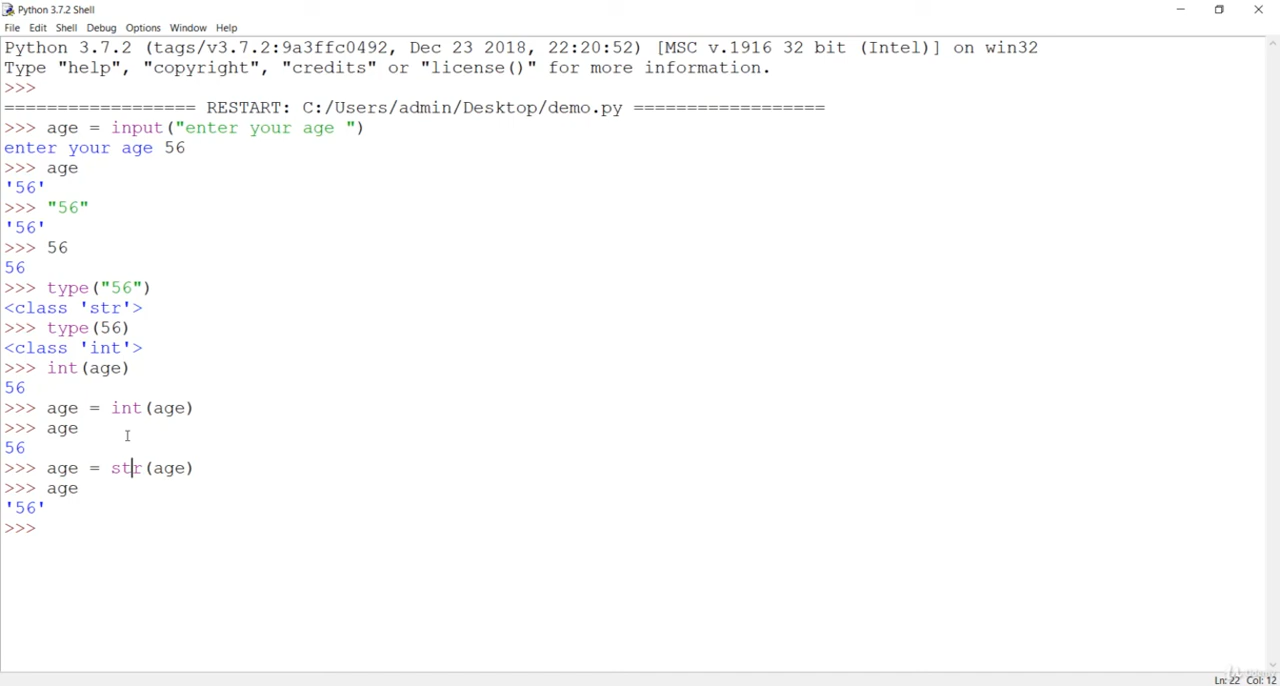 Python 3.7.2 Shell
File Edit Shell Debug Options Window Help
Python 3.7.2 (tags/v3.7.2:9a3ffc0492, Dec 23 2018, 22:20:52) [MSC v.1916 32 bit (Intel)] on win32
Type "help", "copyright", "credits" or "license()" for more information.
>>>
================== RESTART: C:/Users/admin/Desktop/demo.py ==================
>>> age = input("enter your age ")
enter your age 56
>>> age
'56'
>>> "56"
'56'
>>> 56
56
>>> type("56")
<class 'str'>
>>> type(56)
<class 'int'>
>>> int(age)
56
>>> age = int(age)
>>> age
56
>>> age = str(age)
>>> age
'56'
>>>
Ln: 22 Col: 12